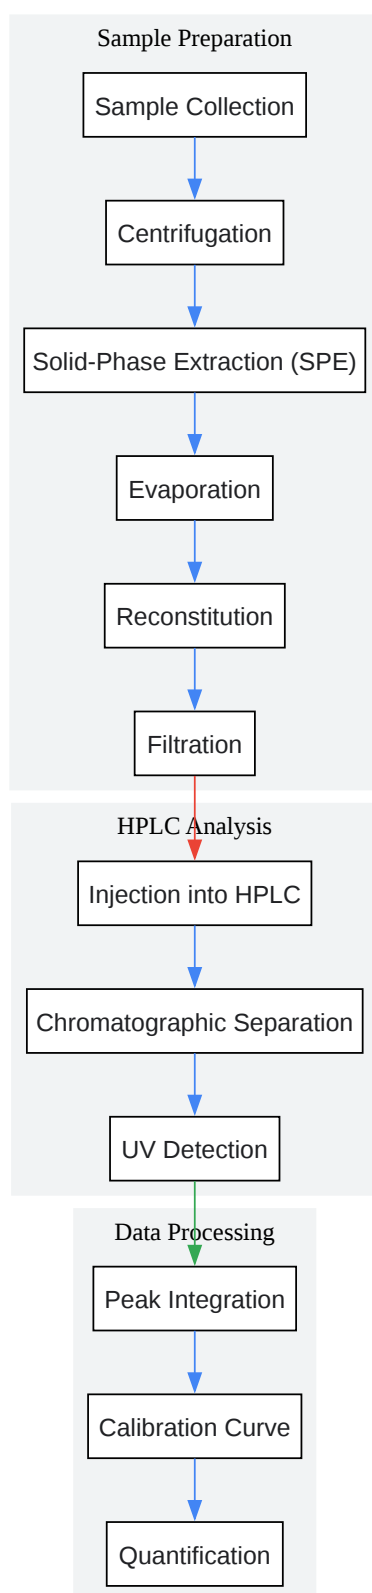 Sample Preparation
Sample Collection
Centrifugation
Solid-Phase Extraction (SPE)
Evaporation
Reconstitution
Filtration
HPLC Analysis
Injection into HPLC
Chromatographic Separation
UV Detection
Data Processing
Peak Integration
Calibration Curve
Quantification